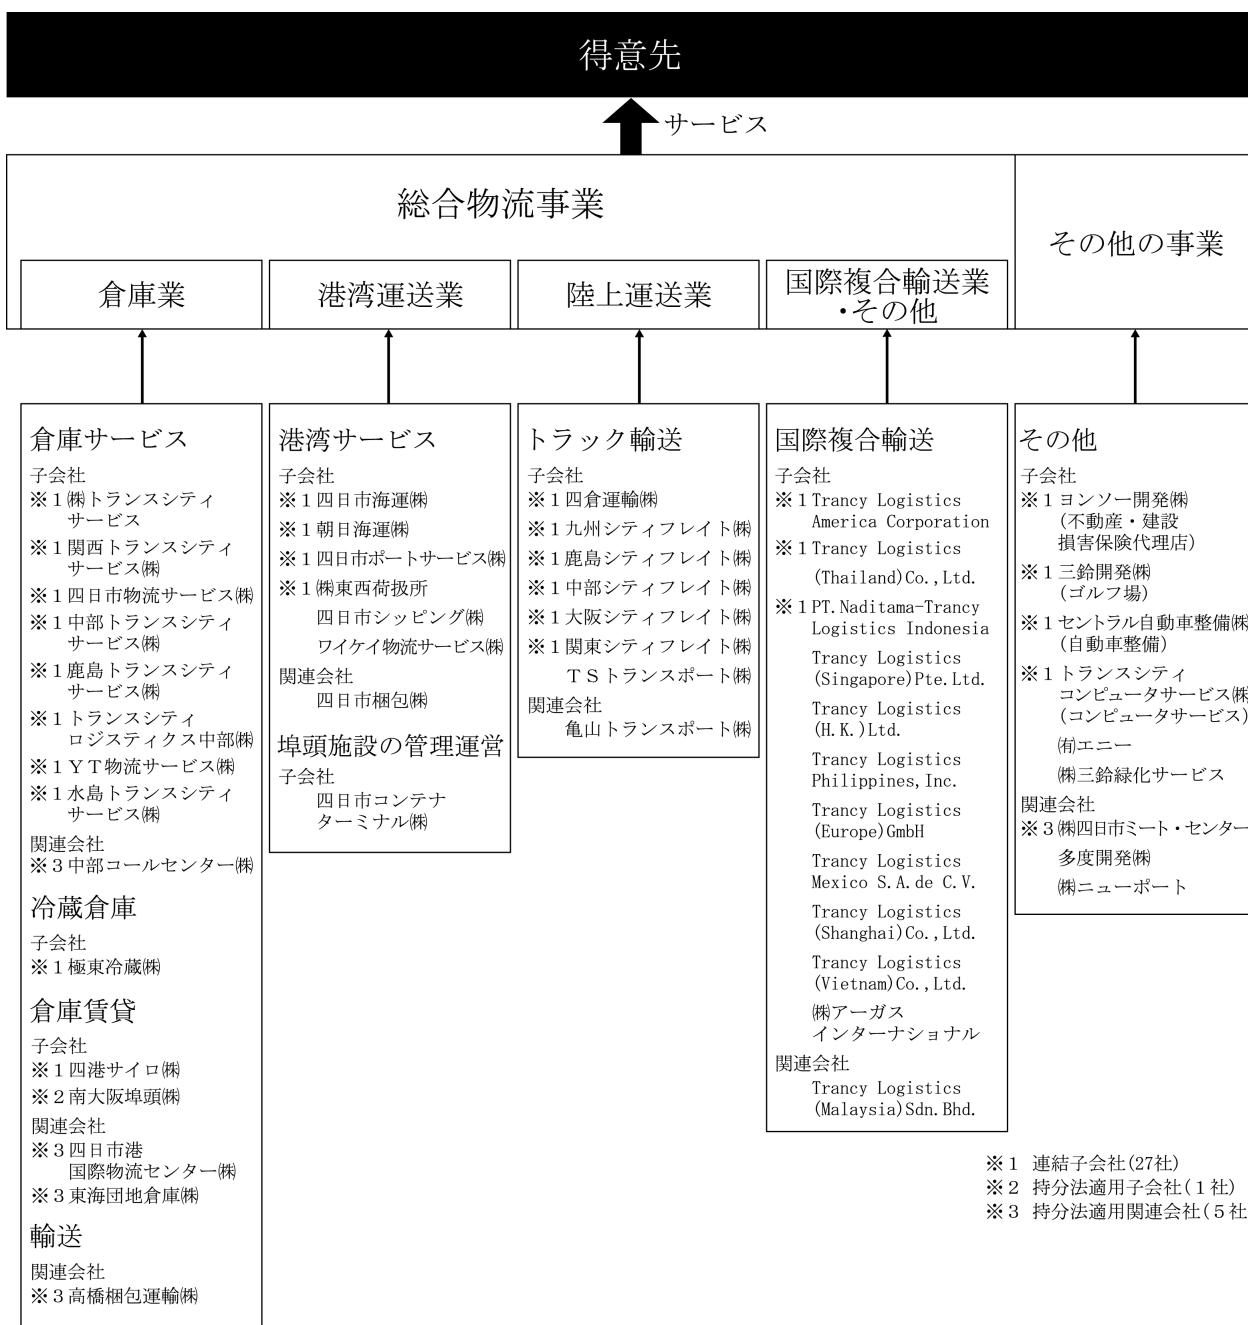 得意先
サービス
総合物流事業
その他の事業
倉庫業
港湾運送業
陸上運送業
国際複合輸送業
・その他
倉庫サービス
子会社
※1㈱トランスシティ
サービス
※1関西トランスシティ
サービス㈱
※1四日市物流サービス㈱
※1中部トランスシティ
サービス㈱
※1鹿島トランスシティ
サービス㈱
※1トランスシティ
ロジスティクス中部㈱
※1ＹＴ物流サービス㈱
※1水島トランスシティ
サービス㈱
関連会社
※3中部コールセンター㈱
冷蔵倉庫
子会社
※1極東冷蔵㈱
倉庫賃貸
子会社
※1四港サイロ㈱
※2南大阪埠頭㈱
関連会社
※3四日市港
国際物流センター㈱
※3東海団地倉庫㈱
輸送
関連会社
※3高橋梱包運輸㈱
港湾サービス
子会社
※1四日市海運㈱
※1朝日海運㈱
※1四日市ポートサービス㈱
※1㈱東西荷扱所
四日市シッピング㈱
ワイケイ物流サービス㈱
関連会社
四日市梱包㈱
埠頭施設の管理運営
子会社
四日市コンテナ
ターミナル㈱
トラック輸送
子会社
※1四倉運輸㈱
※1九州シティフレイト㈱
※1鹿島シティフレイト㈱
※1中部シティフレイト㈱
※1大阪シティフレイト㈱
※1関東シティフレイト㈱
ＴＳトランスポート㈱
関連会社
亀山トランスポート㈱
国際複合輸送
子会社
※1Trancy Logistics
America Corporation
※1Trancy Logistics
(Thailand)Co.,Ltd.
※1PT.Naditama-Trancy
Logistics Indonesia
Trancy Logistics
(Singapore)Pte.Ltd.
Trancy Logistics
(H.K.)Ltd.
Trancy Logistics
Philippines,Inc.
Trancy Logistics
(Europe)GmbH
Trancy Logistics
Mexico S.A.de C.V.
Trancy Logistics
(Shanghai)Co.,Ltd.
Trancy Logistics
(Vietnam)Co.,Ltd.
㈱アーガス
インターナショナル
関連会社
Trancy Logistics
(Malaysia)Sdn.Bhd.
その他
子会社
※1ヨンソー開発㈱
(不動産・建設
損害保険代理店)
※1三鈴開発㈱
(ゴルフ場)
※1セントラル自動車整備㈱
(自動車整備)
※1トランスシティ
コンピュータサービス㈱
(コンピュータサービス)
㈲エニー
㈱三鈴緑化サービス
関連会社
※3㈱四日市ミート・センター
多度開発㈱
㈱ニューポート
※1 連結子会社(27社)
※2 持分法適用子会社(1社)
※3 持分法適用関連会社(5社